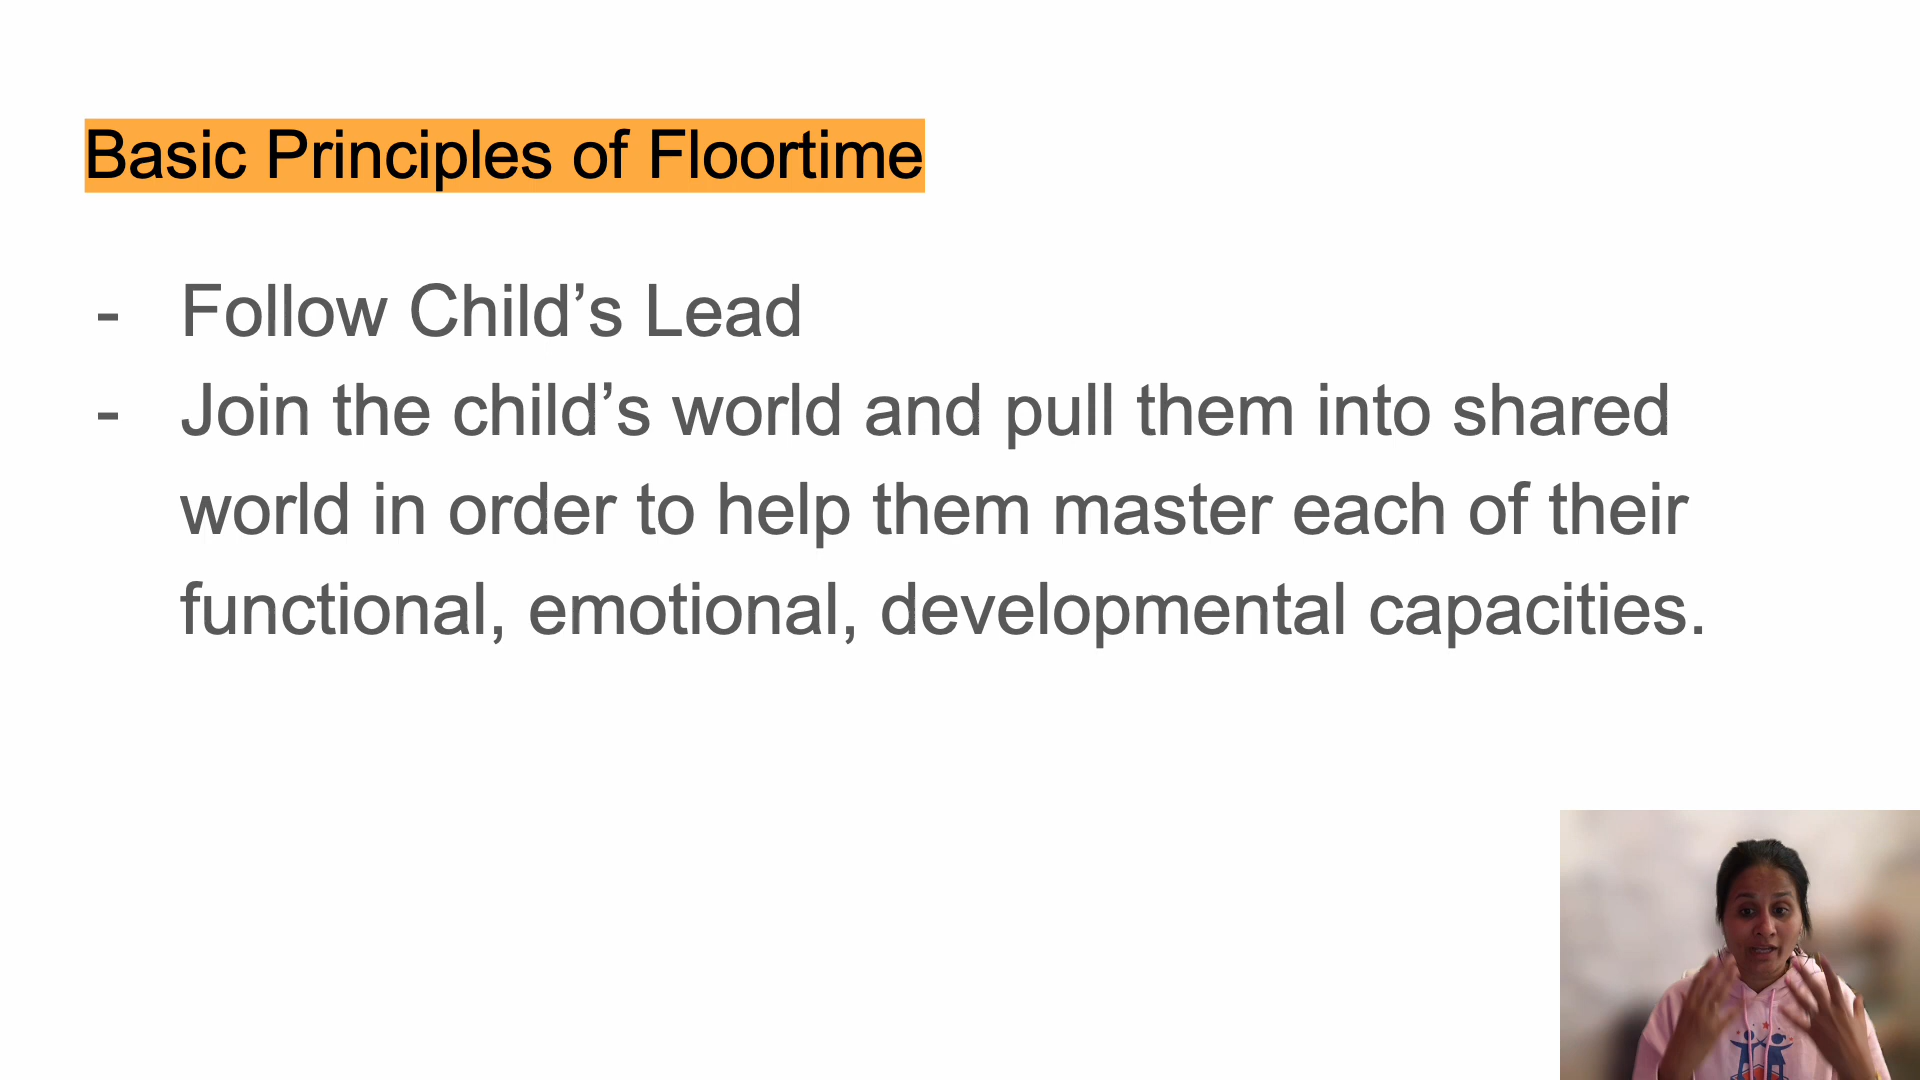 Basic Principles of Floortime
- Follow Child’s Lead
- Join the child’s world and pull them into shared
world in order to help them master each of their
functional, emotional, developmental capacities.